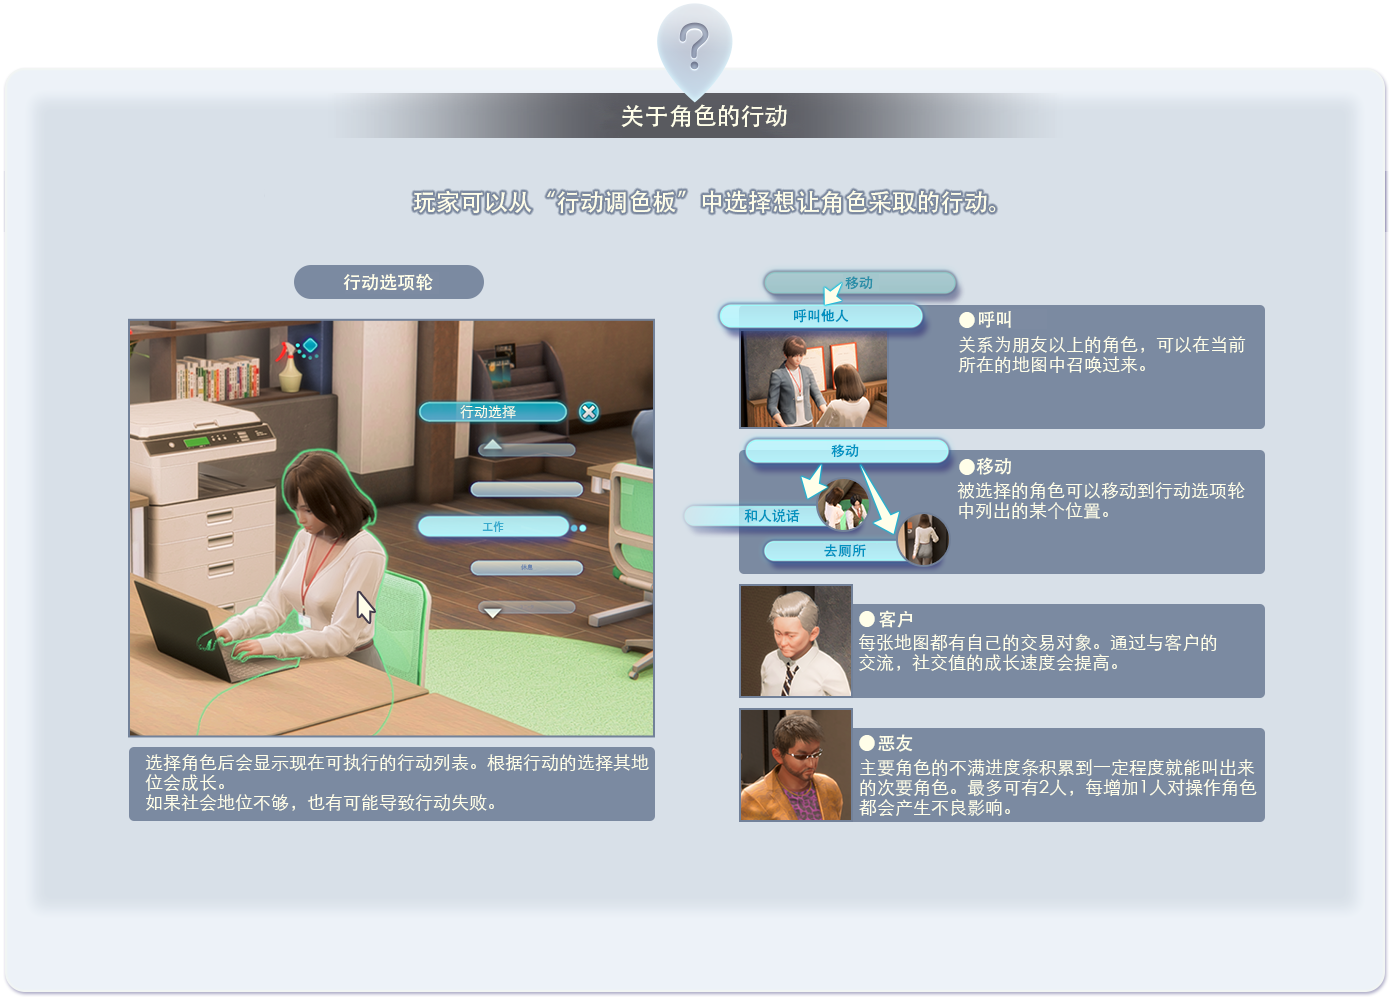 关于角色的行动
玩家可以从“行动调色板”中选择想让角色采取的行动。
行动选项轮
行动选择
工作
休息
选择角色后会显示现在可执行的行动列表。根据行动的选择其地
位会成长。
如果社会地位不够，也有可能导致行动失败。
移动
呼叫他人
●呼叫
关系为朋友以上的角色，可以在当前
所在的地图中召唤过来。
移动
和人说话
去厕所
●移动
被选择的角色可以移动到行动选项轮
中列出的某个位置。
●客户
每张地图都有自己的交易对象。通过与客户的
交流，社交值的成长速度会提高。
●恶友
主要角色的不满进度条积累到一定程度就能叫出来
的次要角色。最多可有2人，每增加1人对操作角色
都会产生不良影响。